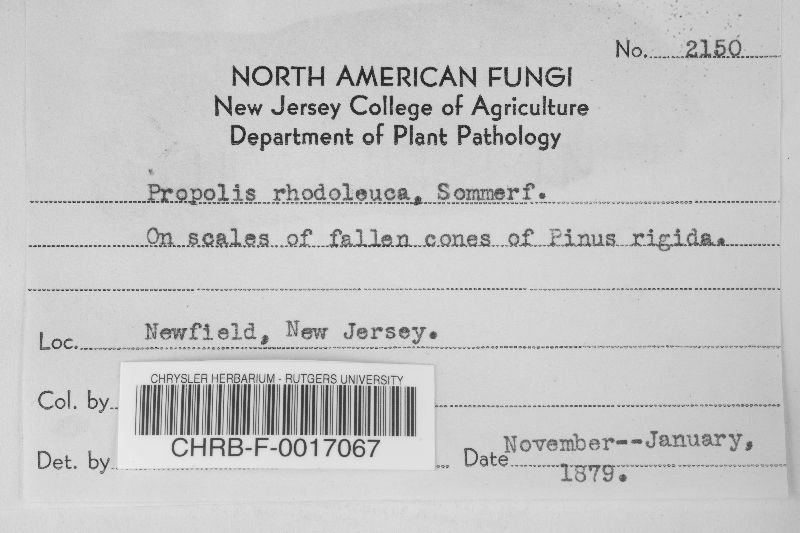 No. 2150
NORTH AMERICAN FUNGI
New Jersey College of Agriculture
Department of Plant Pathology
Propolis rhodoleuca, Sommerf.
On scales of fallen cones of Pinus rigida.
Loc. Newfield, New Jersey.
Col. by
CHRYSLER HERBARIUM - RUTGERS UNIVERSITY
CHRB-F-0017067
Det. by
Date November--January,
1879.